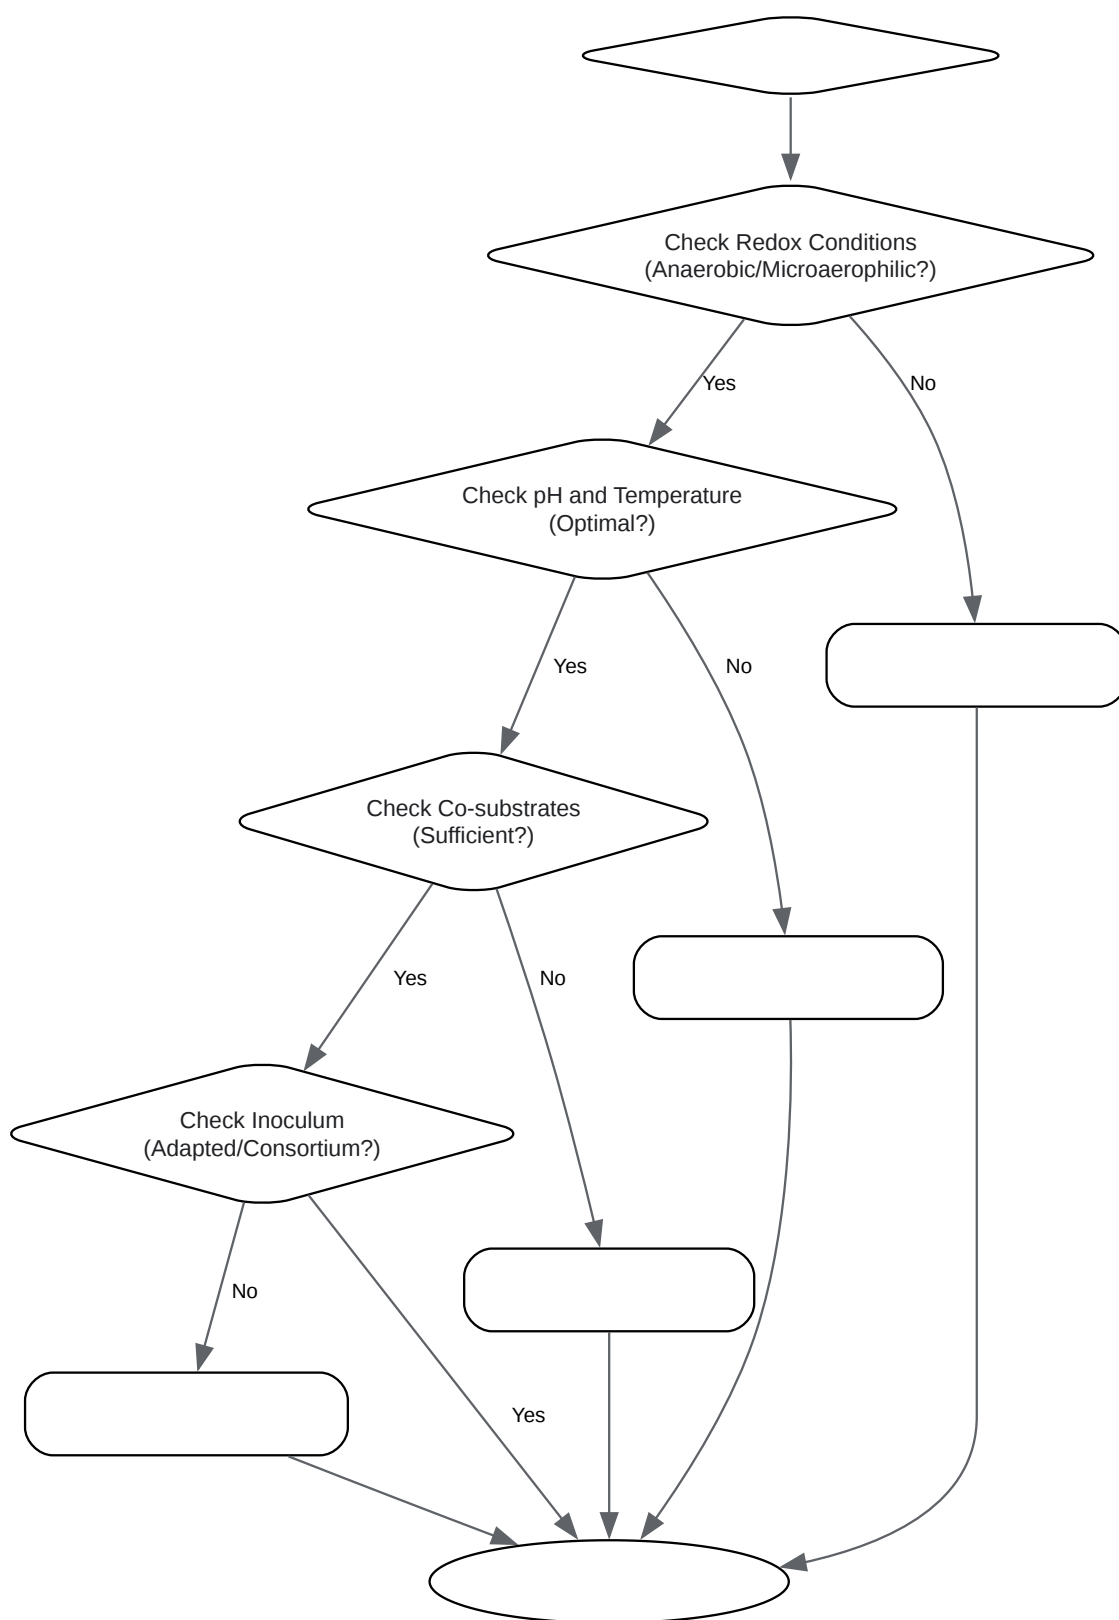 Check Redox Conditions
(Anaerobic/Microaerophilic?)
Yes
No
Check pH and Temperature
(Optimal?)
Yes
No
Check Co-substrates
(Sufficient?)
Yes
No
Check Inoculum
(Adapted/Consortium?)
No
Yes